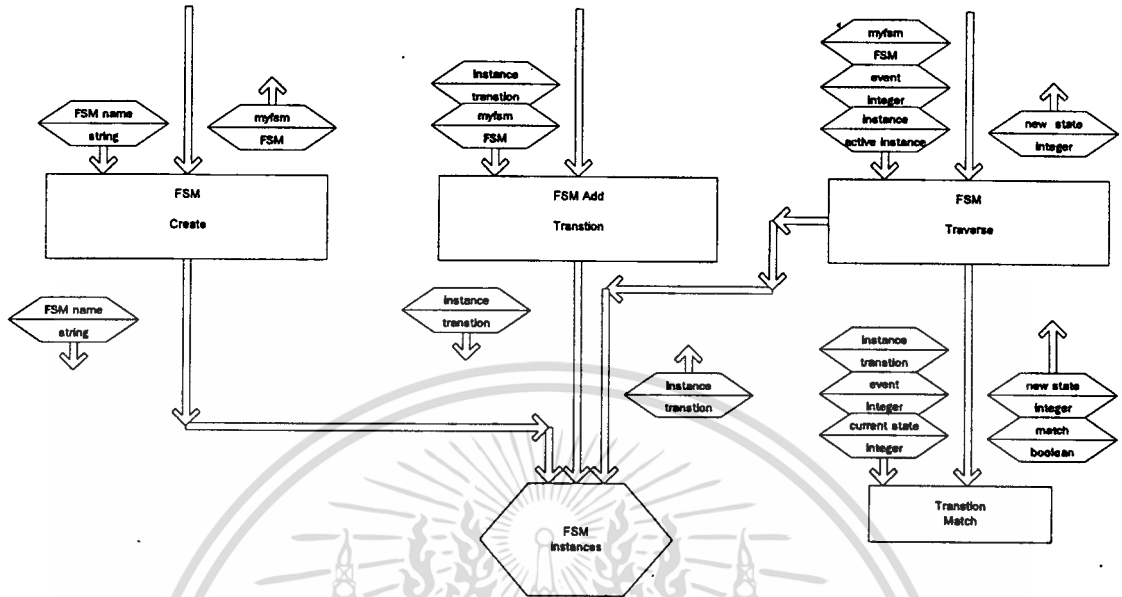 FSM name
string
myfsm
FSM
FSM
Create
FSM name
string
instance
transtion
myfsm
FSM
FSM Add
Transtion
instance
transtion
myfsm
FSM
event
integer
instance
active instance
new state
integer
FSM
Traverse
instance
transtion
instance
transtion
event
integer
current state
integer
new state
integer
match
boolean
Transtion
Match
FSM
instances